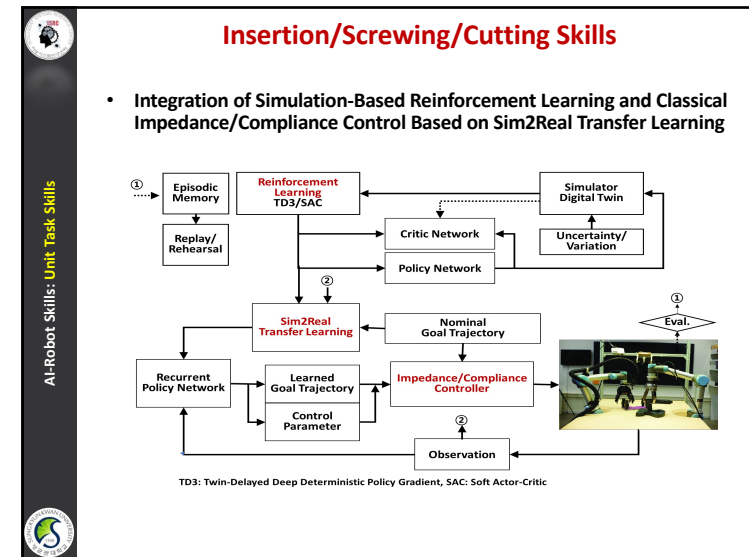 ISRC
Insertion/Screwing/Cutting Skills
• Integration of Simulation-Based Reinforcement Learning and Classical
Impedance/Compliance Control Based on Sim2Real Transfer Learning
AI-Robot Skills: Unit Task Skills
①
Episodic
Memory
Replay/
Rehearsal
Reinforcement
Learning
TD3/SAC
Simulator
Digital Twin
Critic Network
Uncertainty/
Variation
Policy Network
②
Sim2Real
Transfer Learning
Nominal
Goal Trajectory
①
Eval.
Recurrent
Policy Network
Learned
Goal Trajectory
Control
Parameter
Impedance/Compliance
Controller
②
Observation
TD3: Twin-Delayed Deep Deterministic Policy Gradient, SAC: Soft Actor-Critic